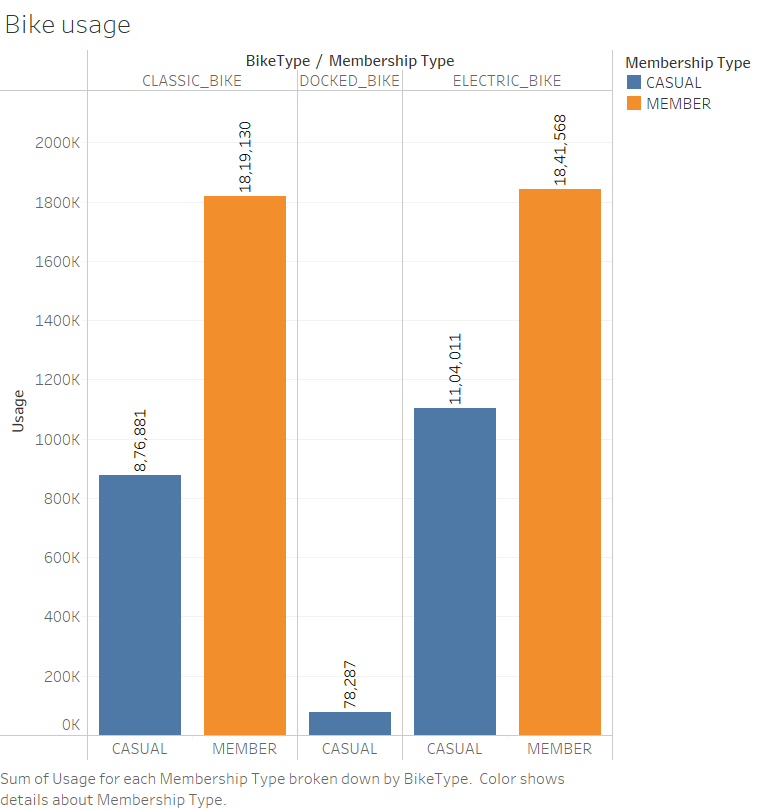 Bike usage
BikeType / Membership Type
CLASSIC_BIKE DOCKED_BIKE ELECTRIC_BIKE
Membership Type
CASUAL
MEMBER
Usage
2000K
1800K
1600K
1400K
1200K
1000K
800K
600K
400K
200K
0K
8,76,881
18,19,130
78,287
11,04,011
18,41,568
CASUAL MEMBER CASUAL CASUAL MEMBER
Sum of Usage for each Membership Type broken down by BikeType. Color shows
details about Membership Type.